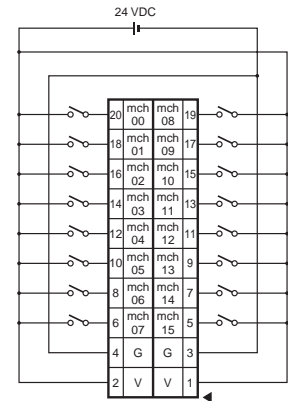 24 VDC
20 mch 00 mch 08 19
18 mch 01 mch 09 17
16 mch 02 mch 10 15
14 mch 03 mch 11 13
12 mch 04 mch 12 11
10 mch 05 mch 13 9
8 mch 06 mch 14 7
6 mch 07 mch 15 5
4 G G 3
2 V V 1